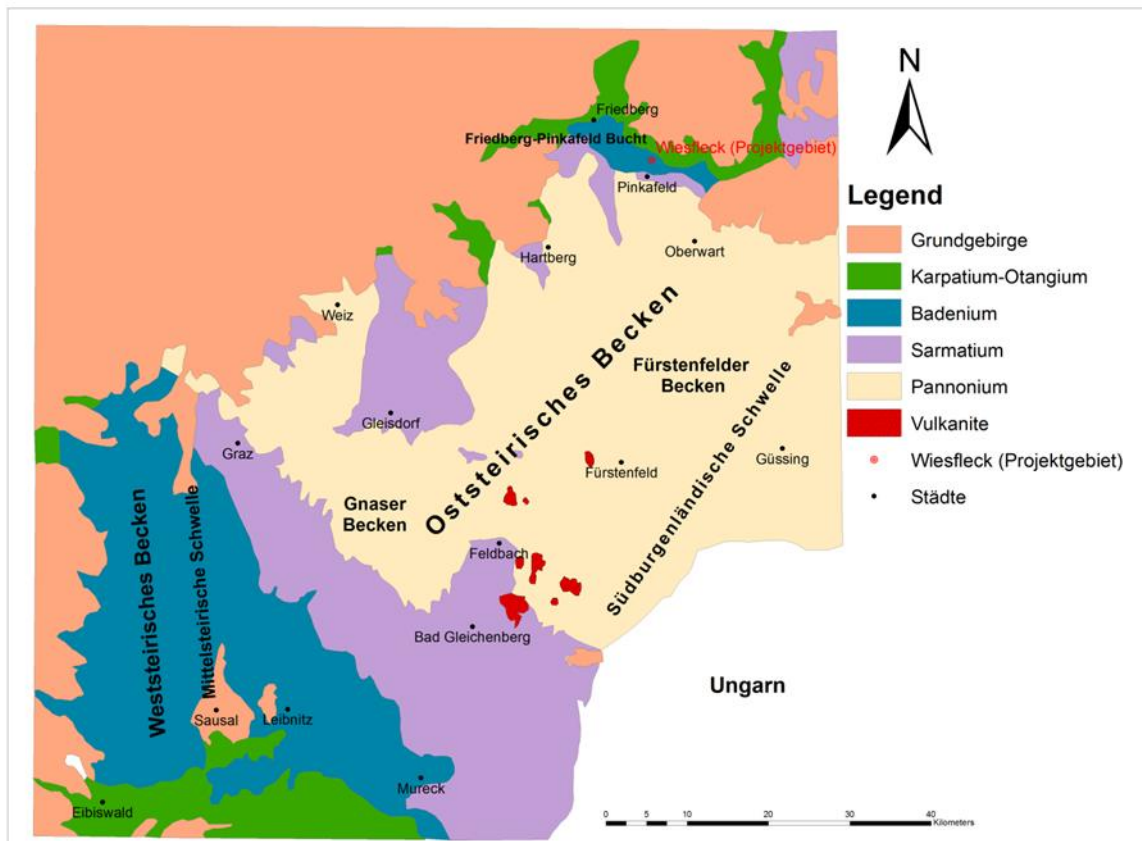 N
Friedberg
Friedberg-Pinkafeld Bucht
Wiesfleck (Projektgebiet)
Pinkafeld
Hartberg
Oberwart
Weiz
Oststeirisches Becken
Fürstenfelder
Becken
Gleisdorf
Graz
Südburgenländische Schwelle
Fürstenfeld
Güssing
Gnaser
Becken
Weststeirisches Becken
Mittelsteirische Schwelle
Feldbach
Bad Gleichenberg
Ungarn
Sausal
Leibnitz
Mureck
Eibiswald
Legend
Grundgebirge
Karpatium-Otangium
Badenium
Sarmatium
Pannonium
Vulkanite
Wiesfleck (Projektgebiet)
Städte
0 5 10 20 30 40
Kilometers